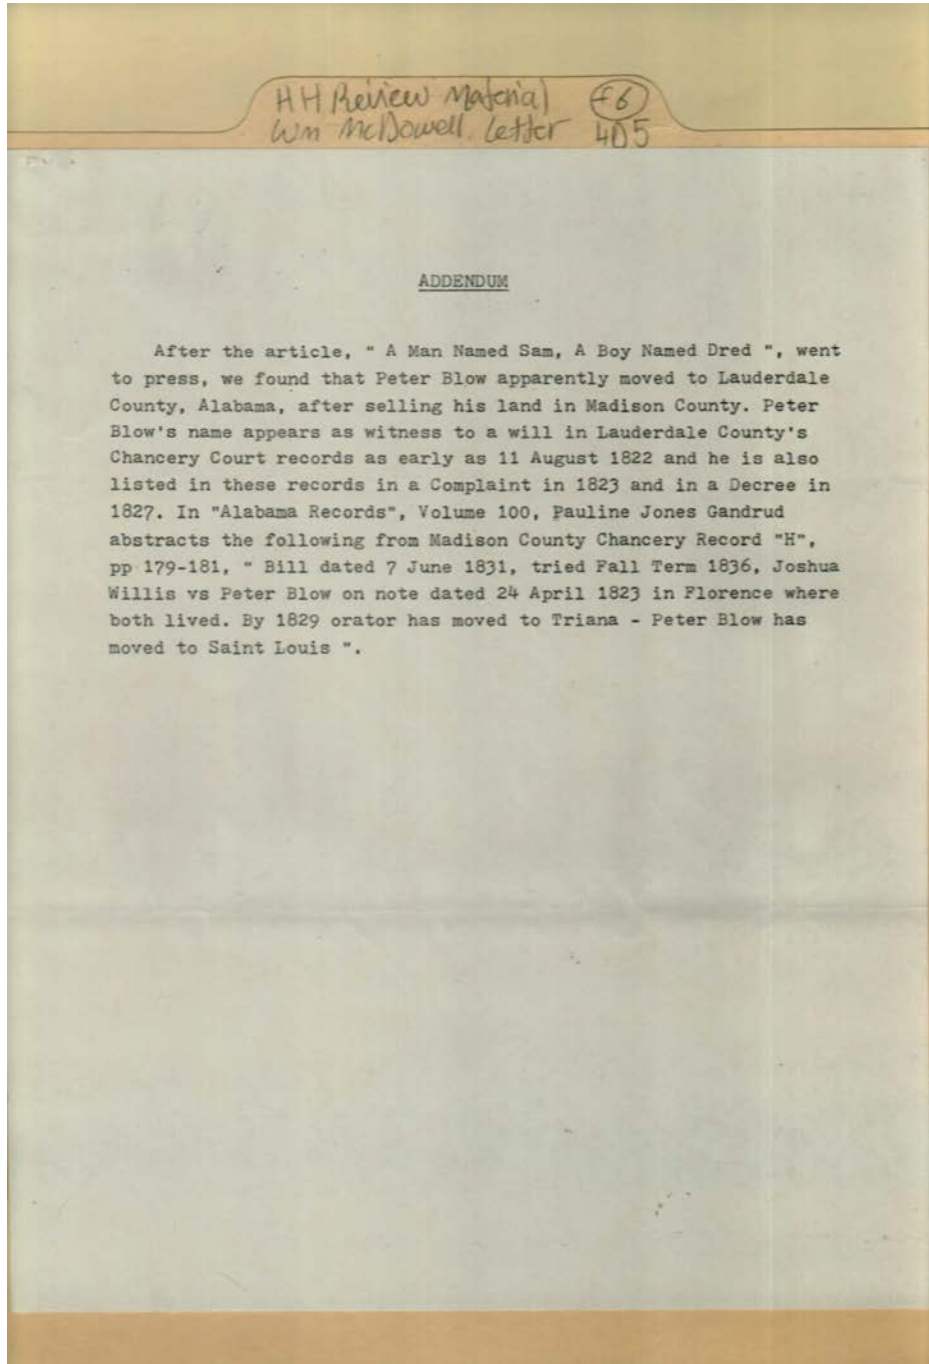 HH Review Material f6
Wm McDowell Letter 4D5
ADDENDUM
After the article, " A Man Named Sam, A Boy Named Dred ", went
to press, we found that Peter Blow apparently moved to Lauderdale
County, Alabama, after selling his land in Madison County. Peter
Blow's name appears as witness to a will in Lauderdale County's
Chancery Court records as early as 11 August 1822 and he is also
listed in these records in a Complaint in 1823 and in a Decree in
1827. In "Alabama Records", Volume 100, Pauline Jones Gandrud
abstracts the following from Madison County Chancery Record "H",
pp 179-181, " Bill dated 7 June 1831, tried Fall Term 1836, Joshua
Willis vs Peter Blow on note dated 24 April 1823 in Florence where
both lived. By 1829 orator has moved to Triana - Peter Blow has
moved to Saint Louis ".